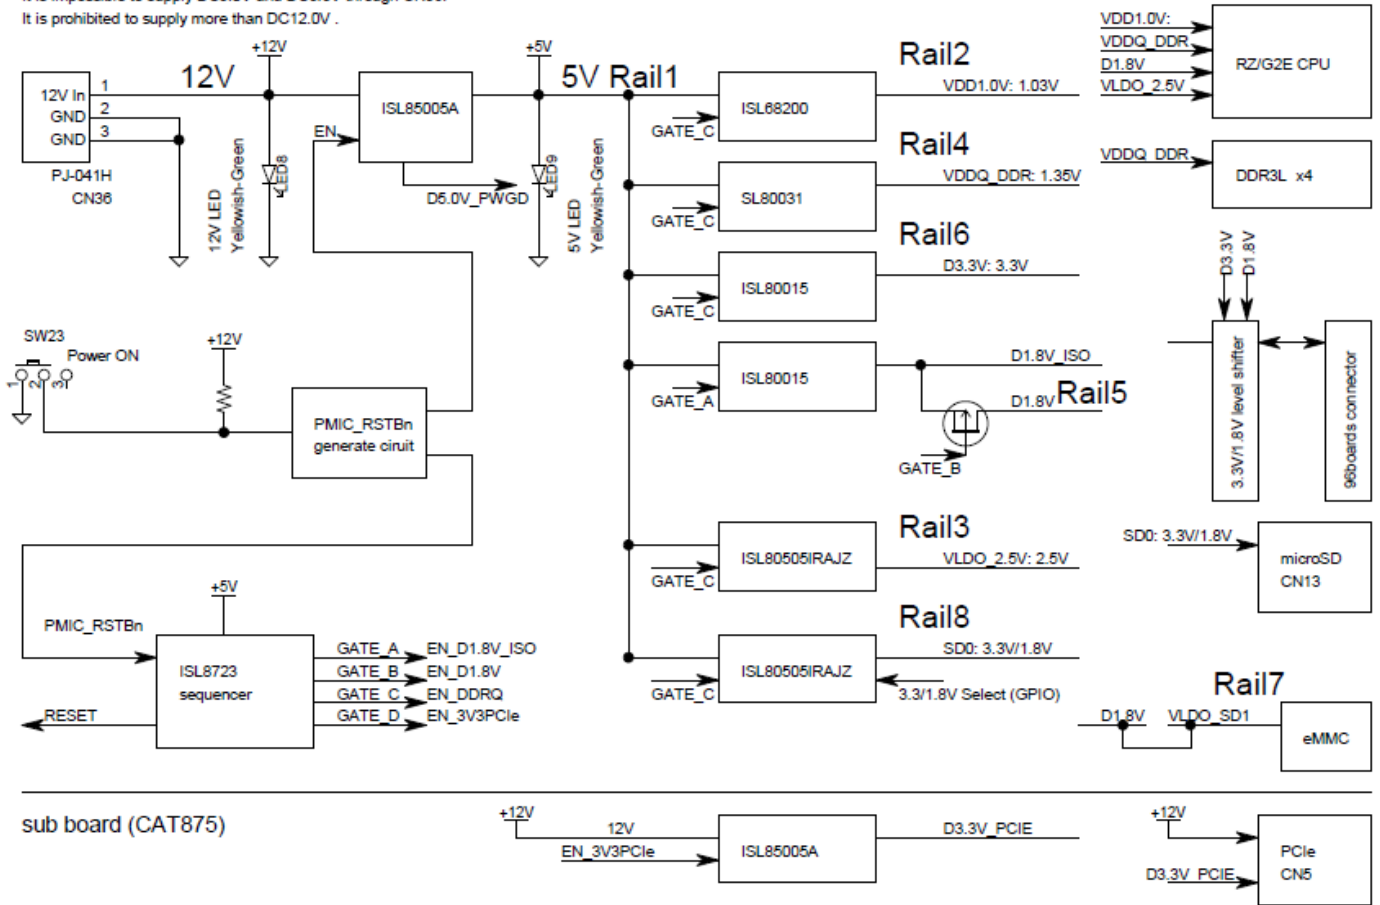 It is prohibited to supply more than DC12.0V .
+12V
+5V
12V
5V Rail1
Rail2
12V In
GND
GND
1
2
3
PJ-041H
CN36
EN
ISL85005A
D5.0V_PWGD
12V LED
Yellowish-Green
LED8
5V LED
Yellowish-Green
LED9
ISL68200
GATE_C
VDD1.0V: 1.03V
Rail4
SL80031
GATE_C
VDDQ_DDR: 1.35V
Rail6
ISL80015
GATE_C
D3.3V: 3.3V
ISL80015
GATE_A
D1.8V_ISO
D1.8V
Rail5
GATE_B
Rail3
ISL80505IRAJZ
GATE_C
VLDO_2.5V: 2.5V
Rail8
ISL80505IRAJZ
GATE_C
SD0: 3.3V/1.8V
3.3/1.8V Select (GPIO)
VDD1.0V:
VDDQ_DDR
D1.8V
VLDO_2.5V
RZ/G2E CPU
VDDQ_DDR
DDR3L x4
D3.3V
D1.8V
3.3V/1.8V level shifter
96boards connector
SD0: 3.3V/1.8V
microSD
CN13
Rail7
D1.8V
VLDO_SD1
eMMC
SW23
Power ON
1
2
3
+12V
PMIC_RSTBn
generate ciruit
+5V
PMIC_RSTBn
ISL8723
sequencer
RESET
GATE_A
EN_D1.8V_ISO
GATE_B
EN_D1.8V
GATE_C
EN_DDRQ
GATE_D
EN_3V3PCIe
sub board (CAT875)
+12V
12V
EN_3V3PCIe
ISL85005A
D3.3V_PCIE
+12V
D3.3V_PCIE
PCIe
CN5